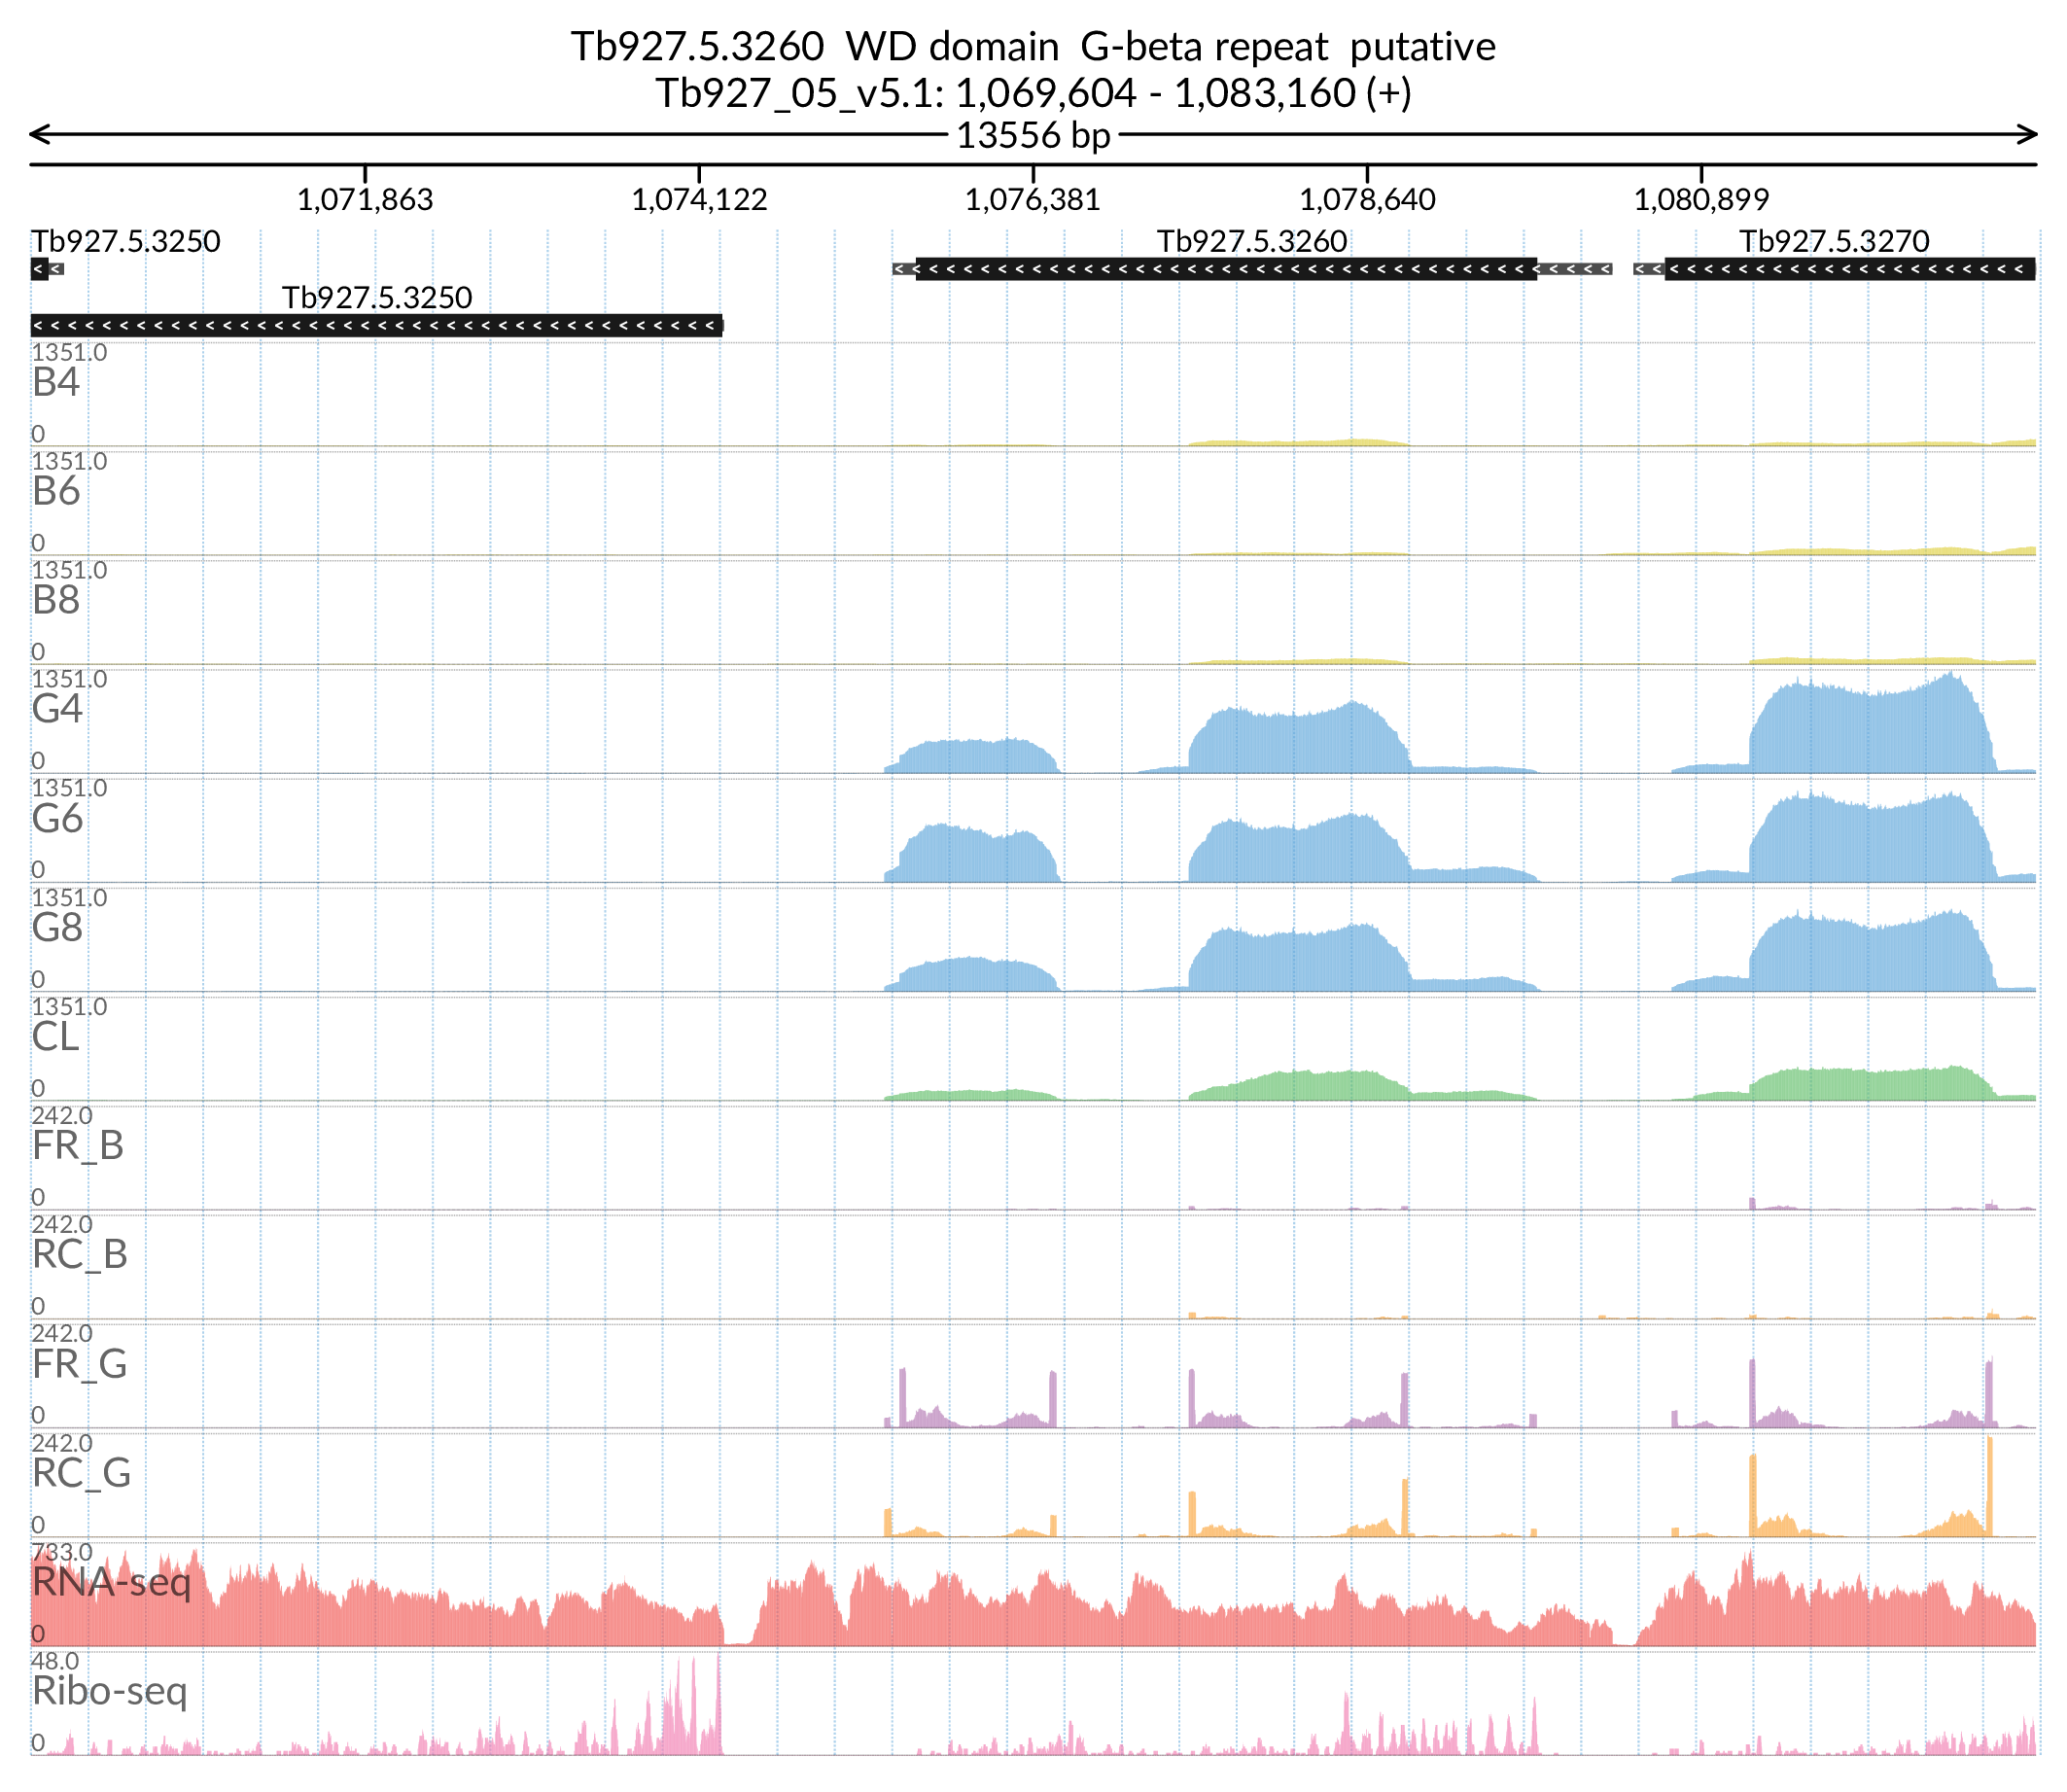 Tb927.5.3260 WD domain G-beta repeat putative
Tb927_05_v5.1: 1,069,604 - 1,083,160 (+)
13556 bp
1,071,863 1,074,122 1,076,381 1,078,640 1,080,899
Tb927.5.3250 Tb927.5.3260 Tb927.5.3270
Tb927.5.3250
1351.0
B4
0
1351.0
B6
0
1351.0
B8
0
1351.0
G4
0
1351.0
G6
0
1351.0
G8
0
1351.0
CL
0
242.0
FR_B
0
242.0
RC_B
0
242.0
FR_G
0
242.0
RC_G
0
733.0
RNA-seq
0
48.0
Ribo-seq
0